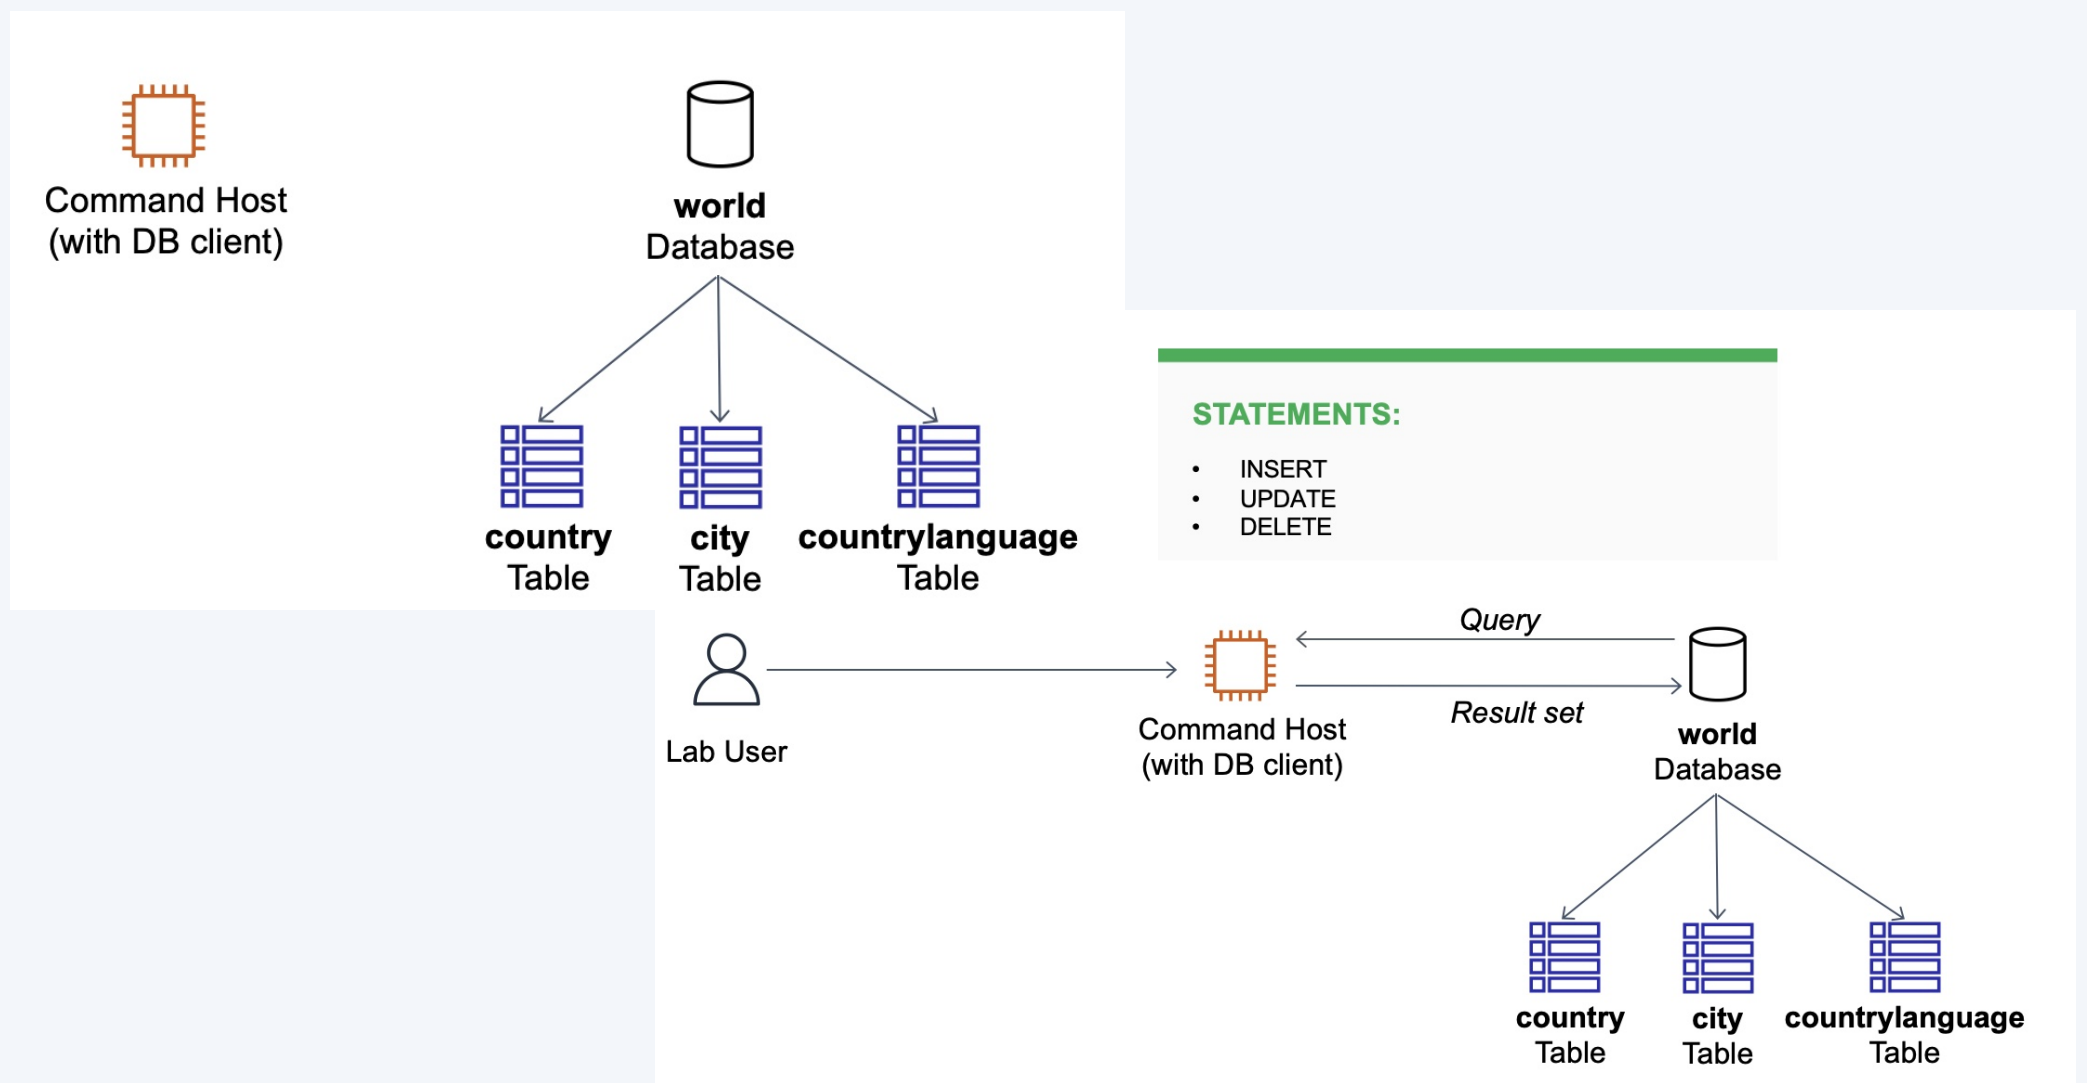 Command Host
(with DB client)
world
Database
country
Table
city
Table
countrylanguage
Table
STATEMENTS:
• INSERT
• UPDATE
• DELETE
Lab User
Command Host
(with DB client)
Query
Result set
world
Database
country
Table
city
Table
countrylanguage
Table